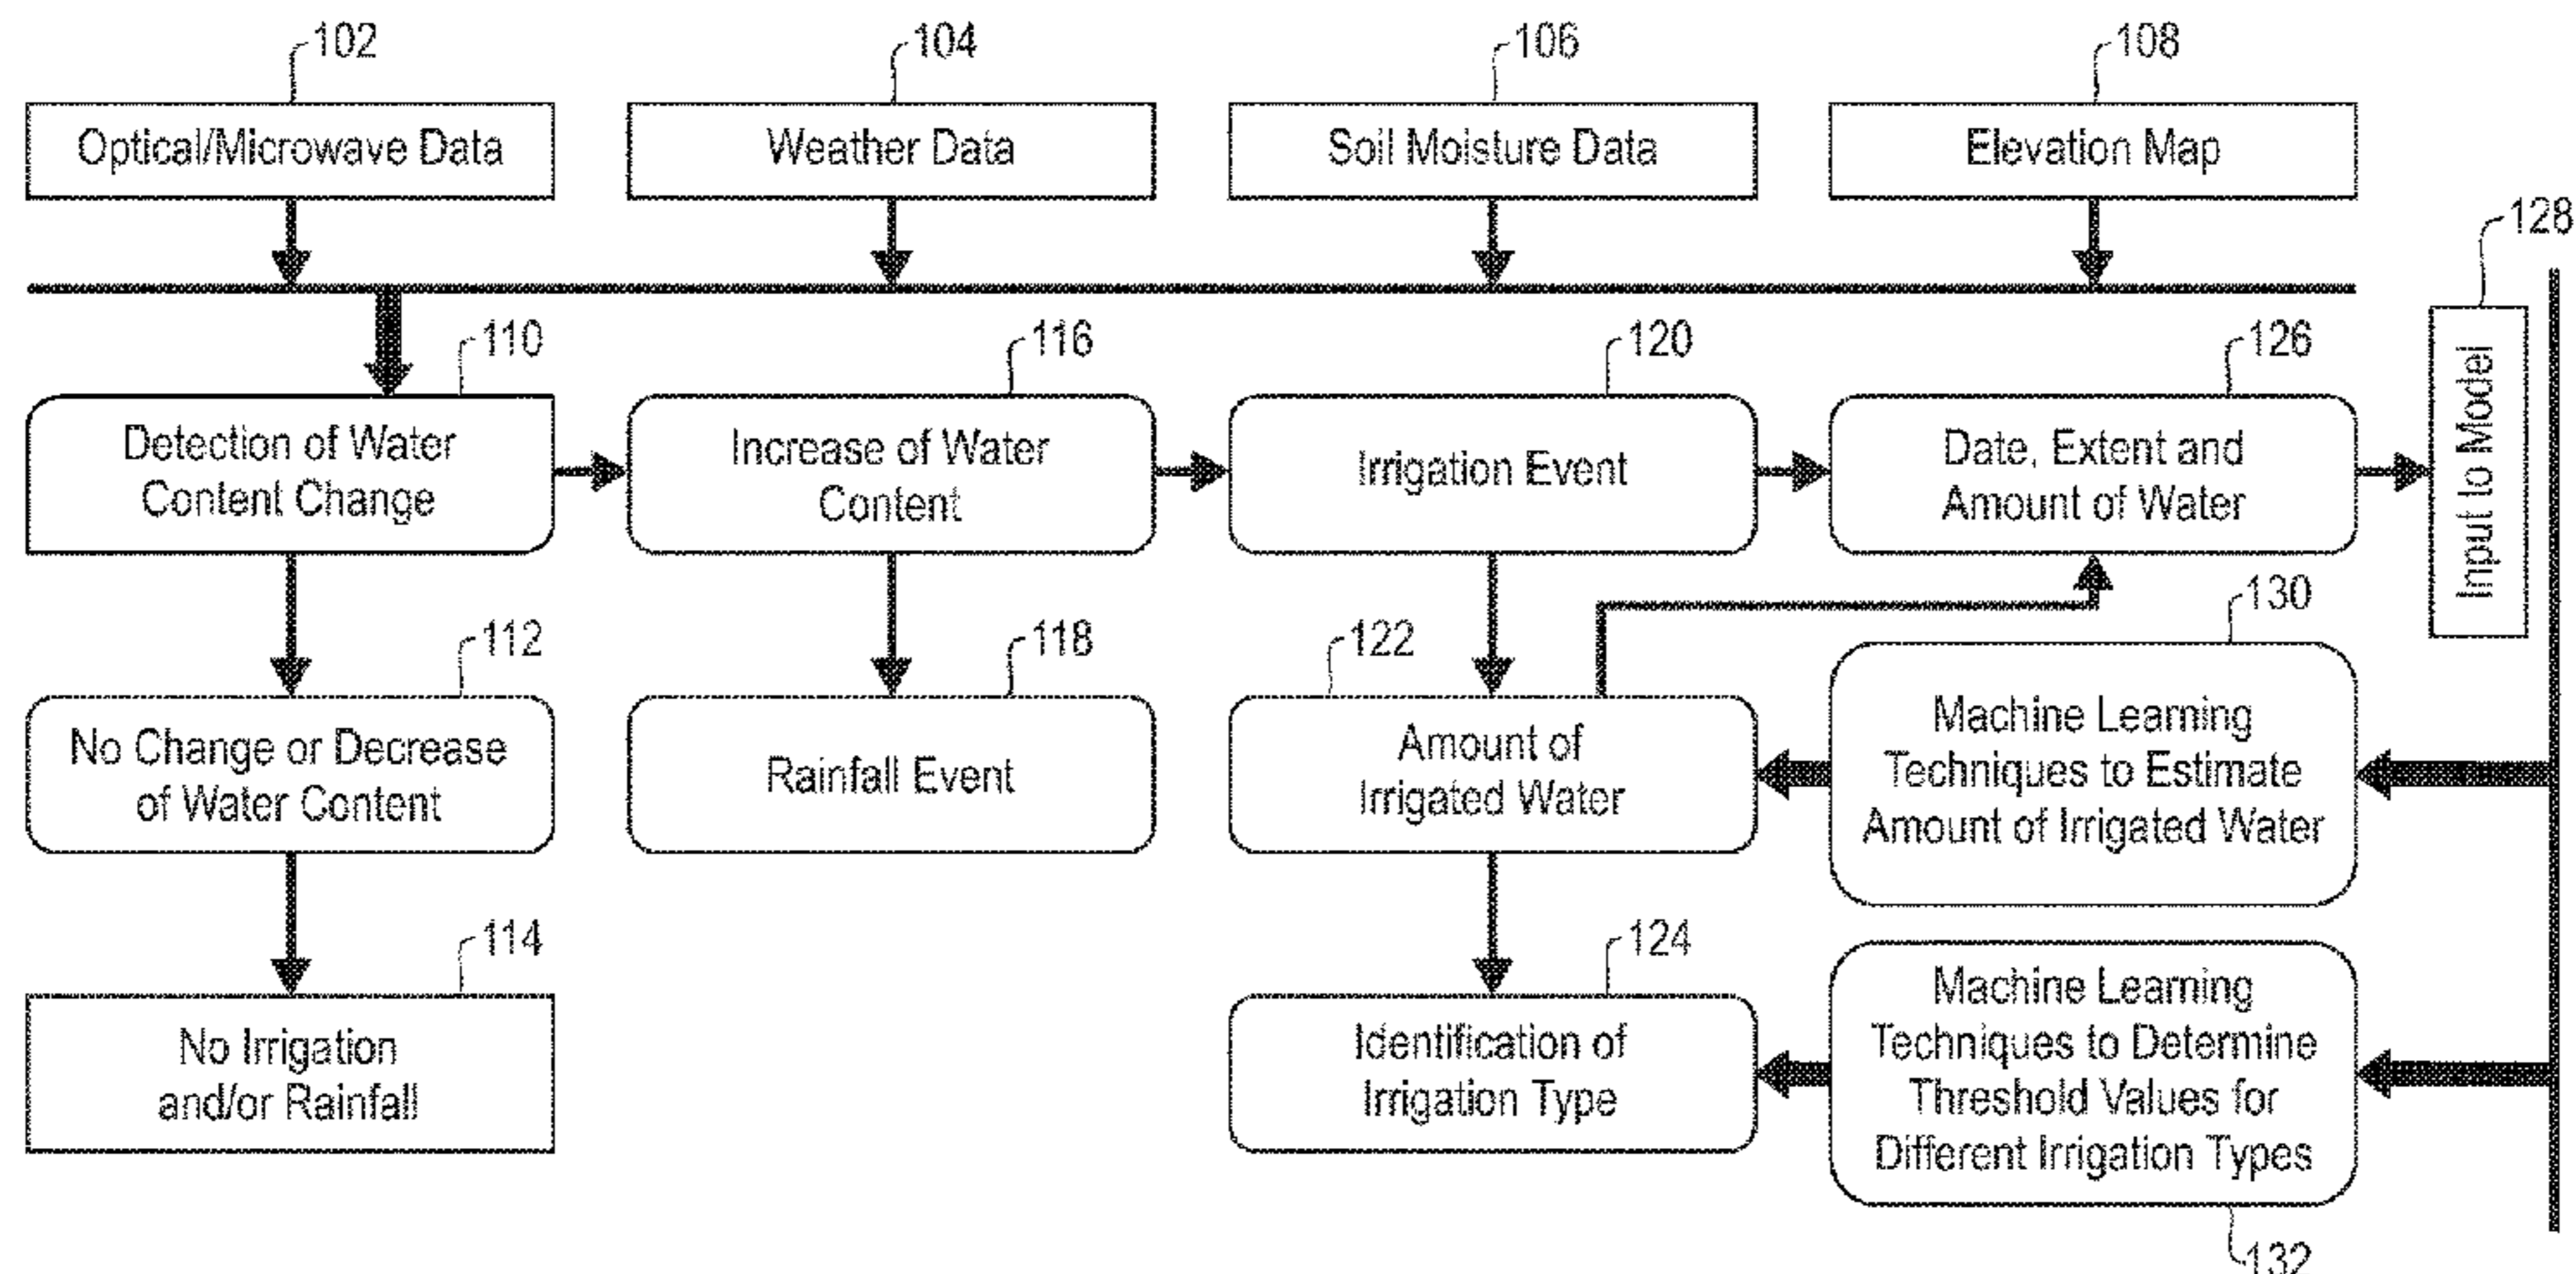 102
104
106
108
Optical/Microwave Data
Weather Data
Soil Moisture Data
Elevation Map
128
110
116
120
126
Detection of Water
Content Change
Increase of Water
Content
Irrigation Event
Date, Extent and
Amount of Water
Input to Model
112
118
122
130
No Change or Decrease
of Water Content
Rainfall Event
Amount of
Irrigated Water
Machine Learning
Techniques to Estimate
Amount of Irrigated Water
114
124
No Irrigation
and/or Rainfall
Identification of
Irrigation Type
Machine Learning
Techniques to Determine
Threshold Values for
Different Irrigation Types
132